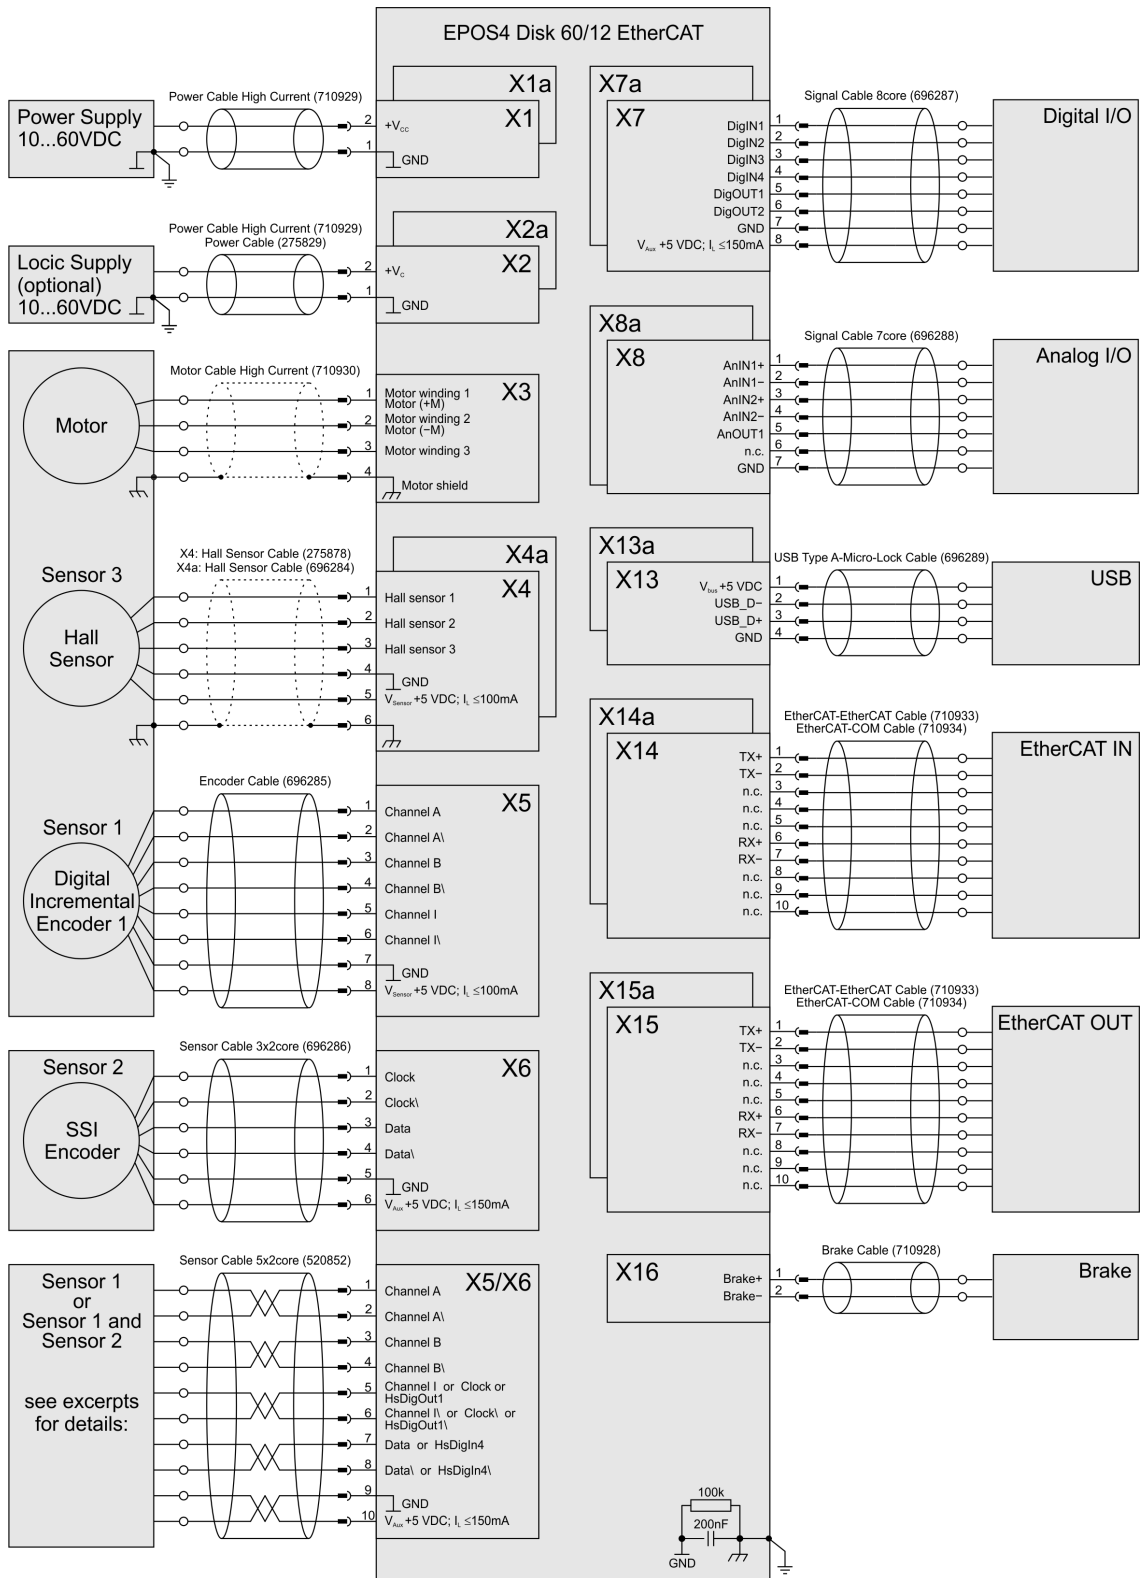 EPOS4 Disk 60/12 EtherCAT
Power Supply
10...60VDC
Power Cable High Current (710929)
X1a
X1
2
+Vcc
1
GND
Locic Supply
(optional)
10...60VDC
Power Cable High Current (710929)
Power Cable (275829)
X2a
X2
2
+Vc
1
GND
Motor
Motor Cable High Current (710930)
X3
1
Motor winding 1
Motor (+M)
2
Motor winding 2
Motor (−M)
3
Motor winding 3
4
Motor shield
Sensor 3
Hall
Sensor
X4: Hall Sensor Cable (275878)
X4a: Hall Sensor Cable (696284)
X4a
X4
1
Hall sensor 1
2
Hall sensor 2
3
Hall sensor 3
4
GND
5
VSensor +5 VDC; IL ≤100mA
6
Sensor 1
Digital
Incremental
Encoder 1
Encoder Cable (696285)
X5
1
Channel A
2
Channel A\
3
Channel B
4
Channel B\
5
Channel I
6
Channel I\
7
GND
8
VSensor +5 VDC; IL ≤100mA
Sensor 2
SSI
Encoder
Sensor Cable 3x2core (696286)
X6
1
Clock
2
Clock\
3
Data
4
Data\
5
GND
6
VAux +5 VDC; IL ≤150mA
Sensor 1
or
Sensor 1 and
Sensor 2
see excerpts
for details:
Sensor Cable 5x2core (520852)
X5/X6
1
Channel A
2
Channel A\
3
Channel B
4
Channel B\
5
Channel I or Clock or
HsDigOut1
6
Channel I\ or Clock\ or
HsDigOut1\
7
Data or HsDigIn4
8
Data\ or HsDigIn4\
9
GND
10
VAux +5 VDC; IL ≤150mA
X7a
X7
Signal Cable 8core (696287)
Digital I/O
DigIN1 1
DigIN2 2
DigIN3 3
DigIN4 4
DigOUT1 5
DigOUT2 6
GND 7
VAux +5 VDC; IL ≤150mA 8
X8a
X8
Signal Cable 7core (696288)
Analog I/O
AnIN1+ 1
AnIN1− 2
AnIN2+ 3
AnIN2− 4
AnOUT1 5
n.c. 6
GND 7
X13a
X13
USB Type A-Micro-Lock Cable (696289)
USB
Vbus +5 VDC 1
USB_D− 2
USB_D+ 3
GND 4
X14a
X14
EtherCAT-EtherCAT Cable (710933)
EtherCAT-COM Cable (710934)
EtherCAT IN
TX+ 1
TX− 2
n.c. 3
n.c. 4
n.c. 5
RX+ 6
RX− 7
n.c. 8
n.c. 9
n.c. 10
X15a
X15
EtherCAT-EtherCAT Cable (710933)
EtherCAT-COM Cable (710934)
EtherCAT OUT
TX+ 1
TX− 2
n.c. 3
n.c. 4
n.c. 5
RX+ 6
RX− 7
n.c. 8
n.c. 9
n.c. 10
X16
Brake Cable (710928)
Brake
Brake+ 1
Brake− 2
100k
200nF
GND